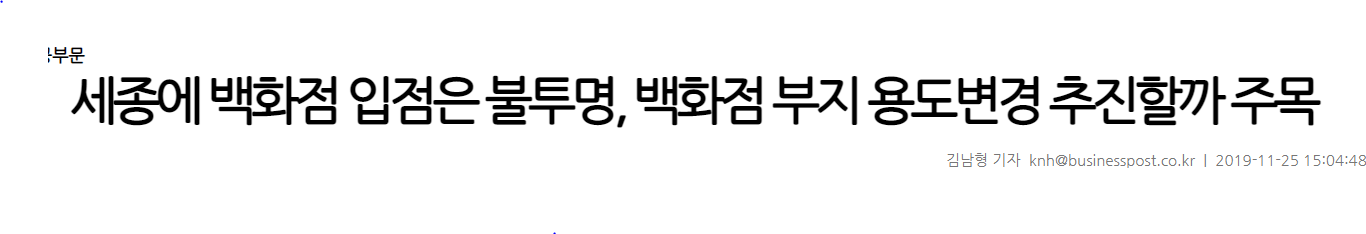 부문
세종에 백화점 입점은 불투명, 백화점 부지 용도변경 추진할까 주목
김남형 기자 knh@businesspost.co.kr | 2019-11-25 15:04:48